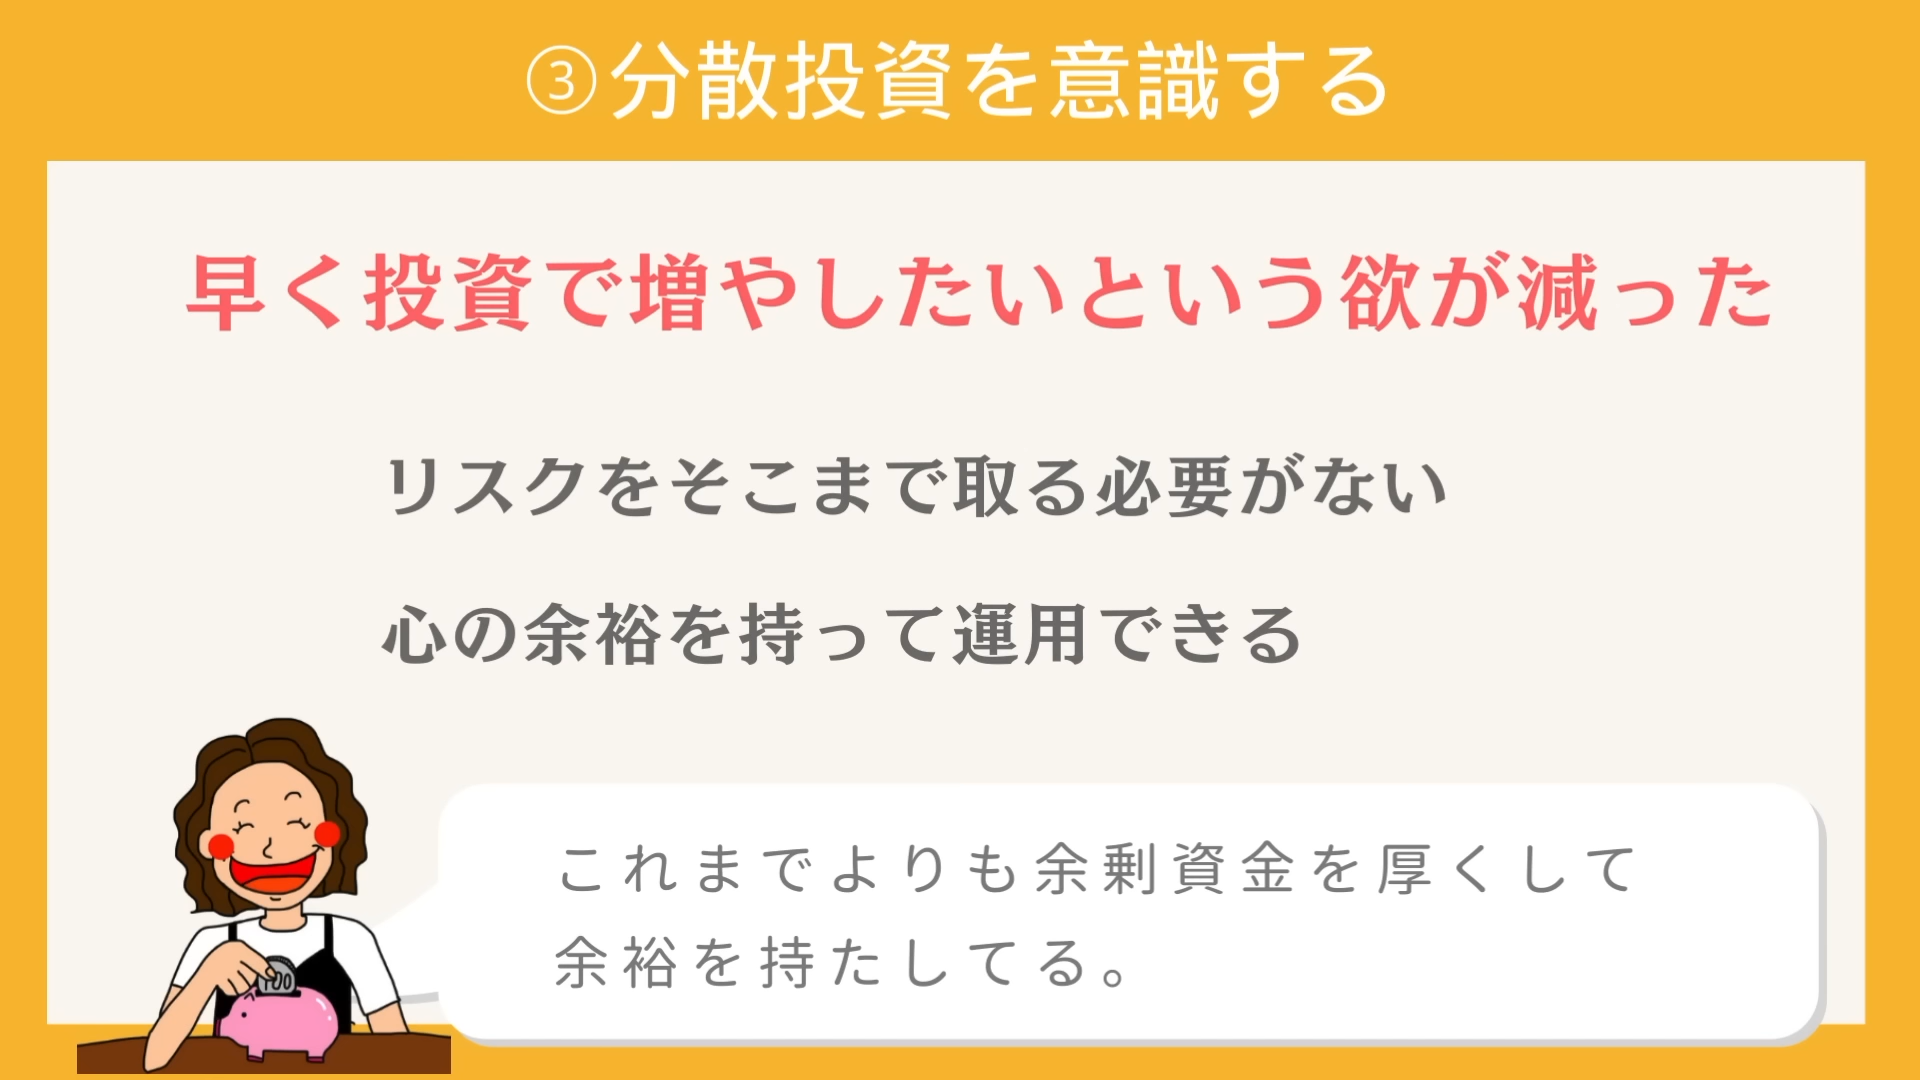 ③分散投資を意識する
早く投資で増やしたいという欲が減った
リスクをそこまで取る必要がない
心の余裕を持って運用できる
これまでよりも余剰資金を厚くして
余裕を持たしてる。
100